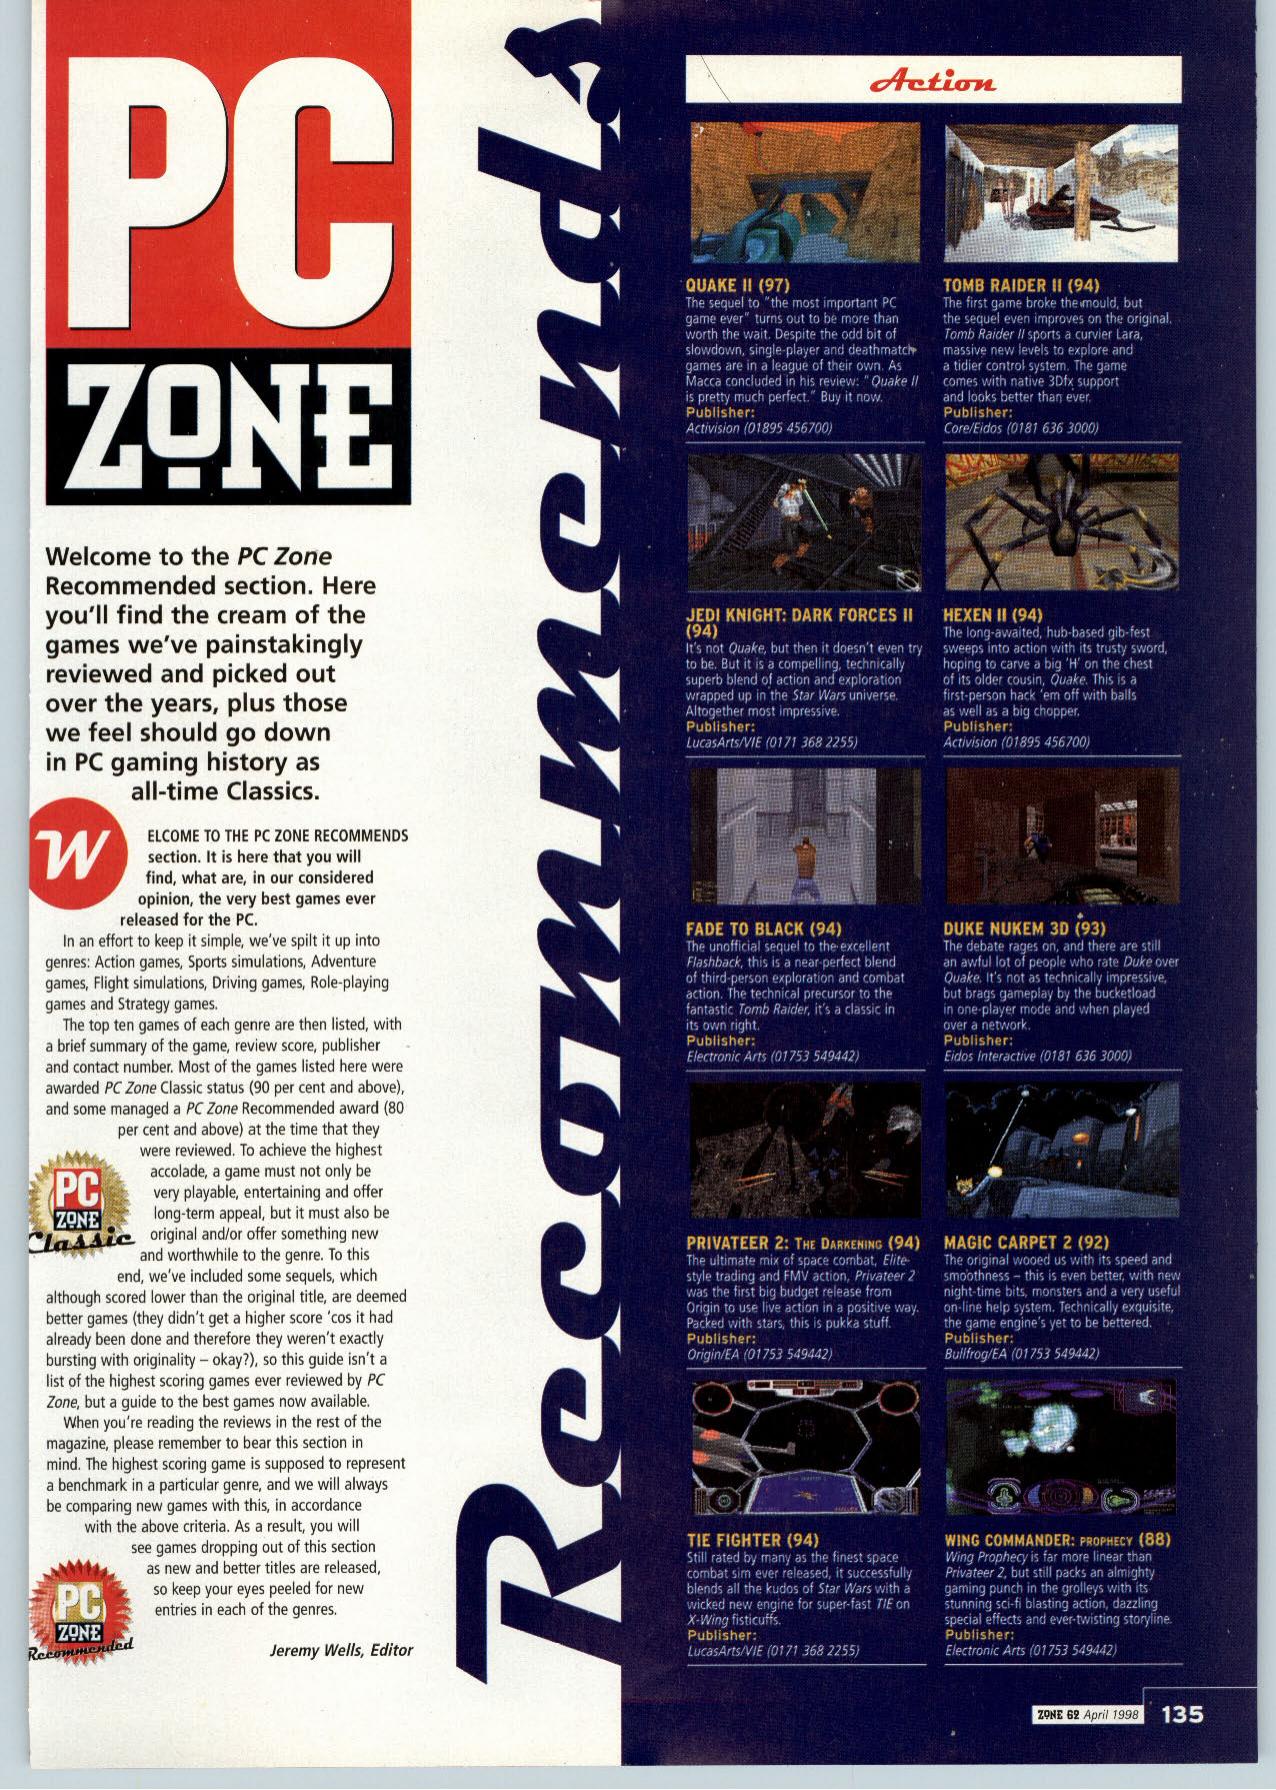 PC
ZONE
Recommends
Welcome to the PC Zone
Recommended section. Here
you'll find the cream of the
games we've painstakingly
reviewed and picked out
over the years, plus those
we feel should go down
in PC gaming history as
all-time Classics.
W
ELCOME TO THE PC ZONE RECOMMENDS
section. It is here that you will
find, what are, in our considered
opinion, the very best games ever
released for the PC.
In an effort to keep it simple, we've spilt it up into
genres: Action games, Sports simulations, Adventure
games, Flight simulations, Driving games, Role-playing
games and Strategy games.
The top ten games of each genre are then listed, with
a brief summary of the game, review score, publisher
and contact number. Most of the games listed here were
awarded PC Zone Classic status (90 per cent and above),
and some managed a PC Zone Recommended award (80
per cent and above) at the time that they
were reviewed. To achieve the highest
accolade, a game must not only be
very playable, entertaining and offer
long-term appeal, but it must also be
original and/or offer something new
and worthwhile to the genre. To this
end, we've included some sequels, which
although scored lower than the original title, are deemed
better games (they didn't get a higher score 'cos it had
already been done and therefore they weren't exactly
bursting with originality – okay?), so this guide isn't a
list of the highest scoring games ever reviewed by PC
Zone, but a guide to the best games now available.
When you're reading the reviews in the rest of the
magazine, please remember to bear this section in
mind. The highest scoring game is supposed to represent
a benchmark in a particular genre, and we will always
be comparing new games with this, in accordance
with the above criteria. As a result, you will
see games dropping out of this section
as new and better titles are released,
so keep your eyes peeled for new
entries in each of the genres.
Jeremy Wells, Editor
PC
ZONE
Classic
PC
ZONE
Recommended
Action
QUAKE II (97)
The sequel to "the most important PC
game ever" turns out to be more than
worth the wait. Despite the odd bit of
slowdown, single-player and deathmatch
games are in a league of their own. As
Macca concluded in his review: "Quake II
is pretty much perfect." Buy it now.
Publisher:
Activision (01895 456700)
TOMB RAIDER II (94)
The first game broke the mould, but
the sequel even improves on the original.
Tomb Raider II sports a curvier Lara,
massive new levels to explore and
a tidier control system. The game
comes with native 3Dfx support
and looks better than ever.
Publisher:
Core/Eidos (0181 636 3000)
JEDI KNIGHT: DARK FORCES II
(94)
It's not Quake, but then it doesn't even try
to be. But it is a compelling, technically
superb blend of action and exploration
wrapped up in the Star Wars universe.
Altogether most impressive.
Publisher:
LucasArts/VIE (0171 368 2255)
HEXEN II (94)
The long-awaited, hub-based gib-fest
sweeps into action with its trusty sword,
hoping to carve a big 'H' on the chest
of its older cousin, Quake. This is a
first-person hack 'em off with balls
as well as a big chopper.
Publisher:
Activision (01895 456700)
FADE TO BLACK (94)
The unofficial sequel to the excellent
Flashback, this is a near-perfect blend
of third-person exploration and combat
action. The technical precursor to the
fantastic Tomb Raider, it's a classic in
its own right.
Publisher:
Electronic Arts (01753 549442)
DUKE NUKEM 3D (93)
The debate rages on, and there are still
an awful lot of people who rate Duke over
Quake. It's not as technically impressive,
but brags gameplay by the bucketload
in one-player mode and when played
over a network.
Publisher:
Eidos Interactive (0181 636 3000)
PRIVATEER 2: THE DARKENING (94)
The ultimate mix of space combat, Elite-
style trading and FMV action, Privateer 2
was the first big budget release from
Origin to use live action in a positive way.
Packed with stars, this is pukka stuff.
Publisher:
Origin/EA (01753 549442)
MAGIC CARPET 2 (92)
The original wooed us with its speed and
smoothness – this is even better, with new
night-time bits, monsters and a very useful
on-line help system. Technically exquisite,
the game engine's yet to be bettered.
Publisher:
Bullfrog/EA (01753 549442)
TIE FIGHTER (94)
Still rated by many as the finest space
combat sim ever released, it successfully
blends all the kudos of Star Wars with a
wicked new engine for super-fast TIE on
X-Wing fisticuffs.
Publisher:
LucasArts/VIE (0171 368 2255)
WING COMMANDER: PROPHECY (88)
Wing Prophecy is far more linear than
Privateer 2, but still packs an almighty
gaming punch in the grolleys with its
stunning sci-fi blasting action, dazzling
special effects and ever-twisting storyline.
Publisher:
Electronic Arts (01753 549442)
ZONE 62 April 1998 135